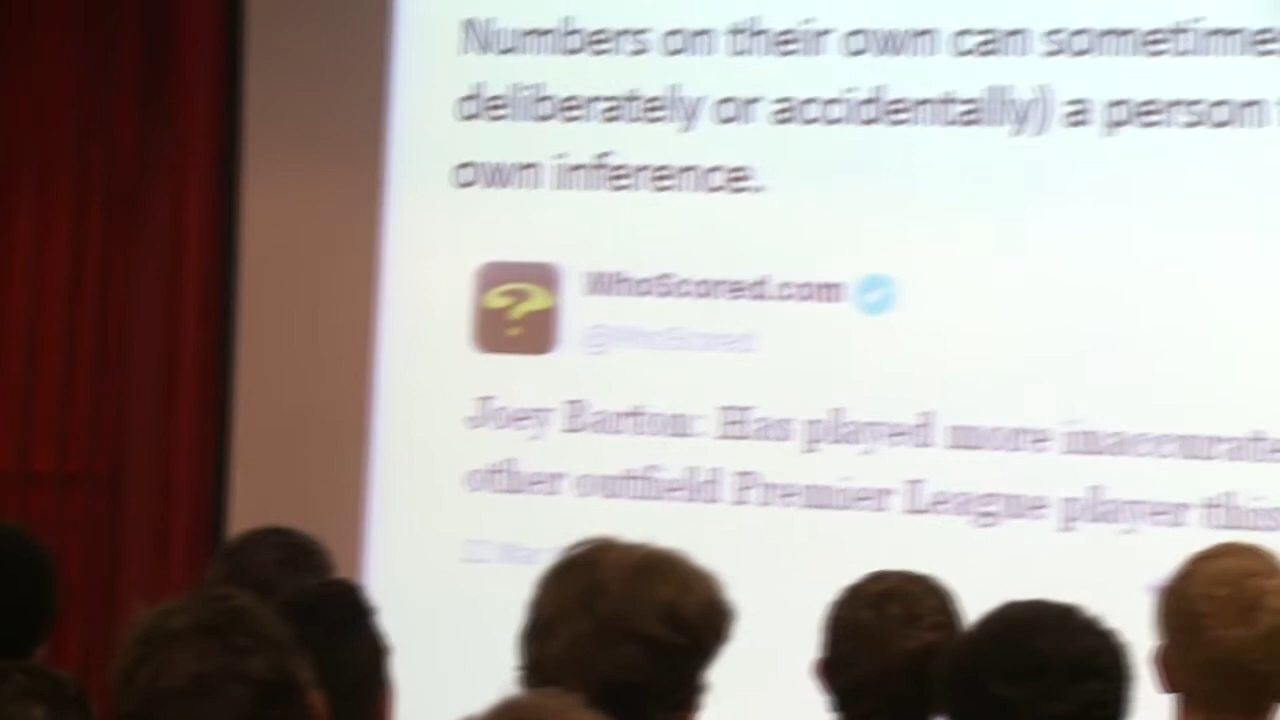 Numbers on their own can sometime
deliberately or accidentally) a person
own inference.
?
WhoScored.com
@WhoScored
Joey Barton: Has played more inaccurate
other outfield Premier League player this